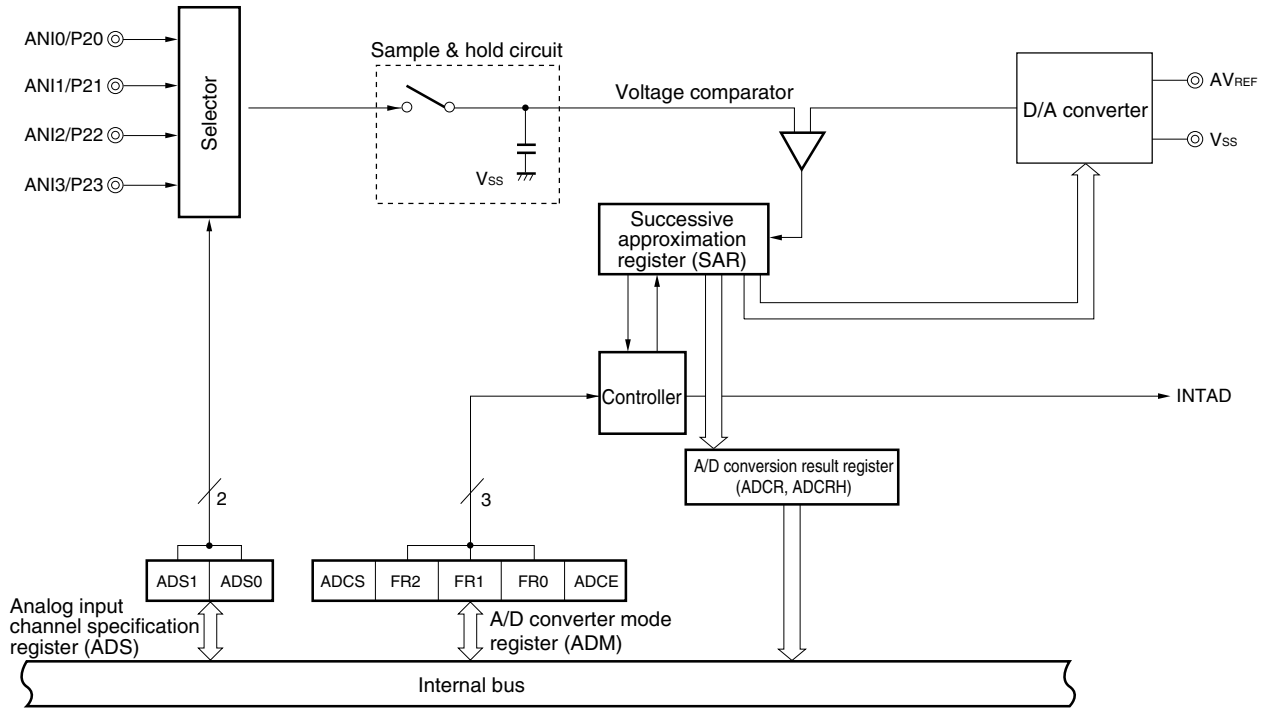 ANI0/P20
ANI1/P21
ANI2/P22
ANI3/P23
Selector
Sample & hold circuit
VSS
Voltage comparator
D/A converter
AVREF
VSS
Successive
approximation
register (SAR)
Controller
INTAD
A/D conversion result register
(ADCR, ADCRH)
2
3
ADS1
ADS0
ADCS
FR2
FR1
FR0
ADCE
Analog input
channel specification
register (ADS)
A/D converter mode
register (ADM)
Internal bus